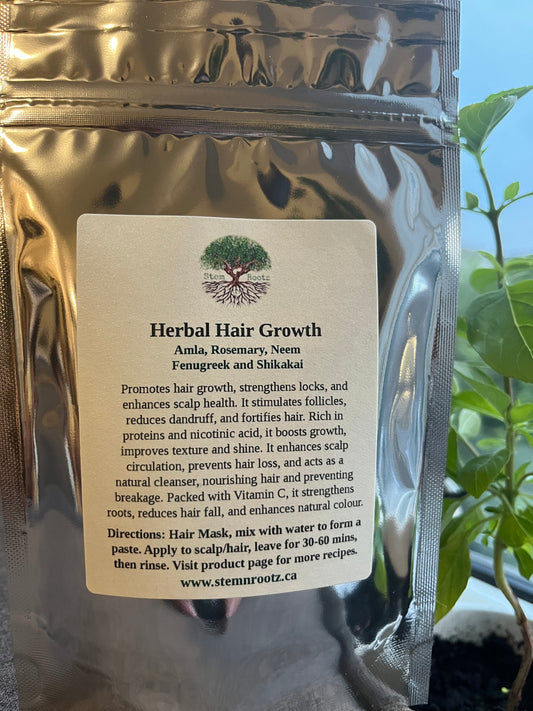 Stem Rootz
Herbal Hair Growth
Amla, Rosemary, Neem
Fenugreek and Shikakai
Promotes hair growth, strengthens locks, and
enhances scalp health. It stimulates follicles,
reduces dandruff, and fortifies hair. Rich in
proteins and nicotinic acid, it boosts growth,
improves texture and shine. It enhances scalp
circulation, prevents hair loss, and acts as a
natural cleanser, nourishing hair and preventing
breakage. Packed with Vitamin C, it strengthens
roots, reduces hair fall, and enhances natural colour.
Directions: Hair Mask, mix with water to form a
paste. Apply to scalp/hair, leave for 30-60 mins,
then rinse. Visit product page for more recipes.
www.stemnrootz.ca